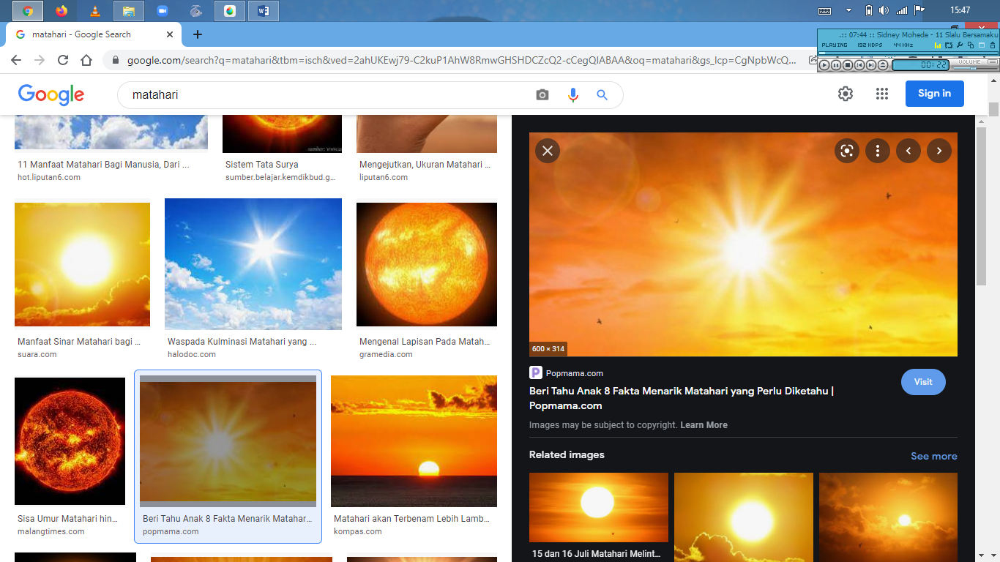 15:47
matahari - Google Search
.:: 07:44 :: Sidney Mohede - 11 Slalu Bersamaku
PLAYING 192 KBPS 44 KHZ
google.com/search?q=matahari&tbm=isch&ved=2ahUKEwj79-C2kuP1AhW8RmwGHSHDCZcQ2-cCegQIABAA&oq=matahari&gs_lcp=CgNpbWcQ...
00:22
VOLUME
Google
matahari
Sign in
11 Manfaat Matahari Bagi Manusia, Dari ...
hot.liputan6.com
Sistem Tata Surya
sumber.belajar.kemdikbud.g...
Mengejutkan, Ukuran Matahari ...
liputan6.com
Manfaat Sinar Matahari bagi ...
suara.com
Waspada Kulminasi Matahari yang ...
halodoc.com
Mengenal Lapisan Pada Matah...
gramedia.com
Sisa Umur Matahari hin...
malangtimes.com
Beri Tahu Anak 8 Fakta Menarik Matahar...
popmama.com
Matahari akan Terbenam Lebih Lamb...
kompas.com
600 × 314
Popmama.com
Visit
Beri Tahu Anak 8 Fakta Menarik Matahari yang Perlu Diketahu |
Popmama.com
Images may be subject to copyright. Learn More
Related images
See more
15 dan 16 Juli Matahari Melint...